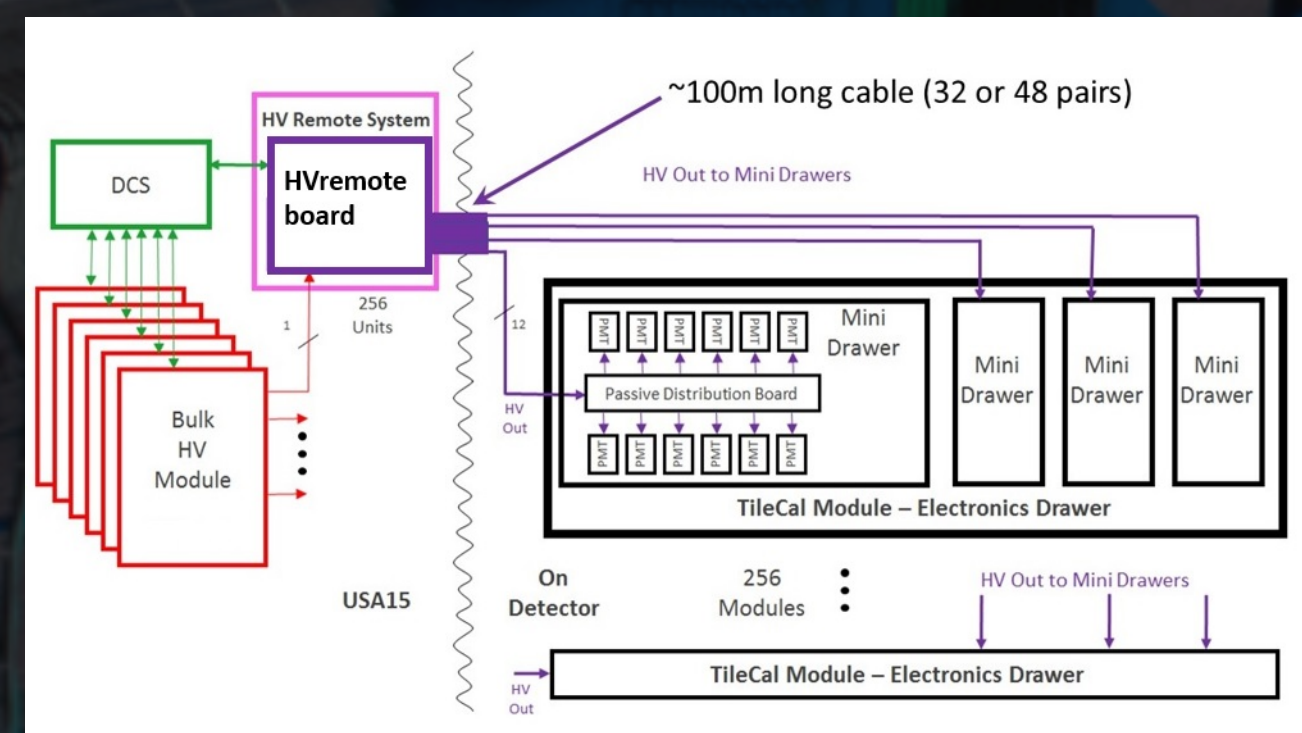 ~100m long cable (32 or 48 pairs)
HV Remote System
HVremote
board
DCS
HV Out to Mini Drawers
256
Units
1
12
Bulk
HV
Module
USA15
PMT PMT PMT PMT PMT PMT
Mini
Drawer
Passive Distribution Board
HV
Out
PMT PMT PMT PMT PMT PMT
Mini
Drawer
Mini
Drawer
Mini
Drawer
TileCal Module – Electronics Drawer
On
Detector
256
Modules
HV Out to Mini Drawers
TileCal Module – Electronics Drawer
HV
Out